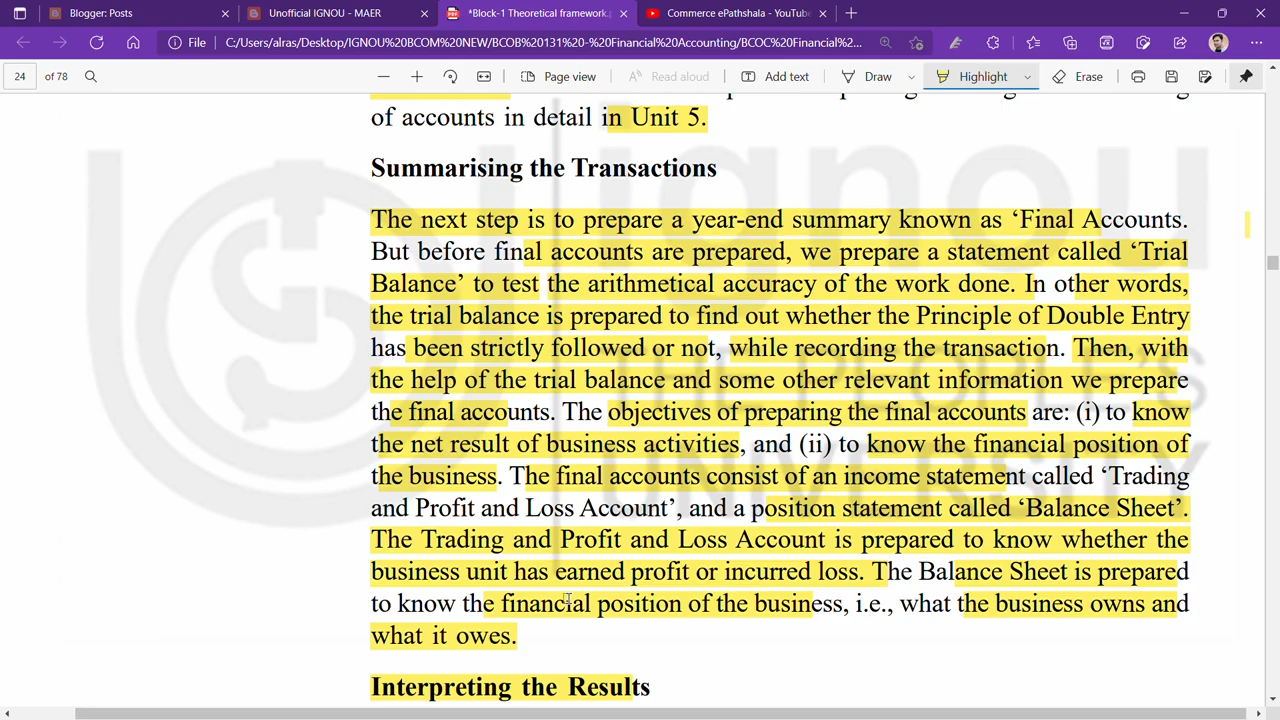 Blogger: Posts
Unofficial IGNOU - MAER
*Block-1 Theoretical framework.
Commerce ePathshala - YouTub
File
C:/Users/alras/Desktop/IGNOU%20BCOM%20NEW/BCOB%20131%20-%20Financial%20Accounting/BCOC%20Financial%2...
24 of 78
Page view
Read aloud
Add text
Draw
Highlight
Erase
of accounts in detail in Unit 5.
Summarising the Transactions
The next step is to prepare a year-end summary known as ‘Final Accounts.
But before final accounts are prepared, we prepare a statement called ‘Trial
Balance’ to test the arithmetical accuracy of the work done. In other words,
the trial balance is prepared to find out whether the Principle of Double Entry
has been strictly followed or not, while recording the transaction. Then, with
the help of the trial balance and some other relevant information we prepare
the final accounts. The objectives of preparing the final accounts are: (i) to know
the net result of business activities, and (ii) to know the financial position of
the business. The final accounts consist of an income statement called ‘Trading
and Profit and Loss Account’, and a position statement called ‘Balance Sheet’.
The Trading and Profit and Loss Account is prepared to know whether the
business unit has earned profit or incurred loss. The Balance Sheet is prepared
to know the financial position of the business, i.e., what the business owns and
what it owes.
Interpreting the Results
ignou
THE PEOPLE'S
UNIVERSITY